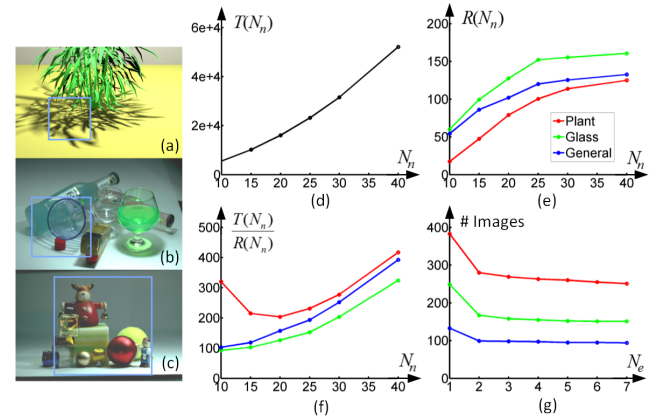 T(Nₙ)
6e+4
4e+4
2e+4
0
10 15 20 25 30 35 40
Nₙ
(d)
R(Nₙ)
200
150
100
50
0
Plant
Glass
General
10 15 20 25 30 35 40
Nₙ
(e)
(a)
(b)
(c)
T(Nₙ)
R(Nₙ)
500
400
300
200
100
0
10 15 20 25 30 35 40
Nₙ
(f)
# Images
400
300
200
100
0
1 2 3 4 5 6 7
Nₑ
(g)